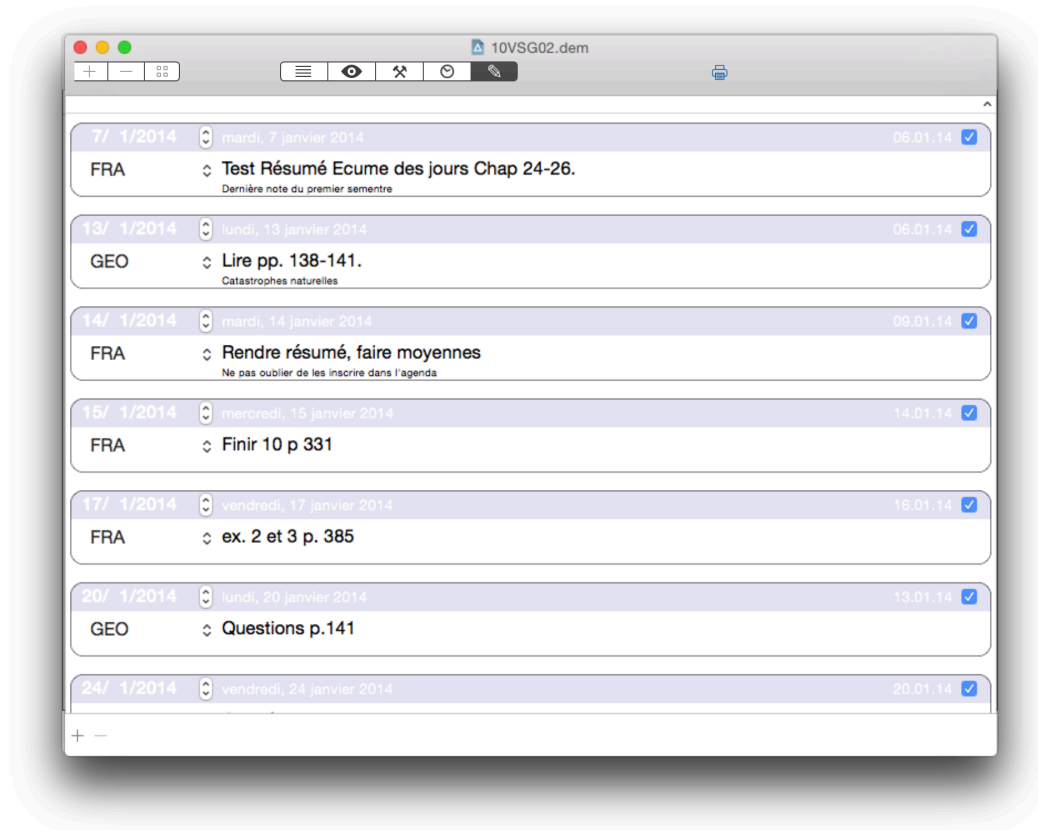 10VSG02.dem
7/ 1/2014 mardi, 7 janvier 2014 06.01.14
FRA Test Résumé Ecume des jours Chap 24-26.
Dernière note du premier sementre
13/ 1/2014 lundi, 13 janvier 2014 06.01.14
GEO Lire pp. 138-141.
Catastrophes naturelles
14/ 1/2014 mardi, 14 janvier 2014 09.01.14
FRA Rendre résumé, faire moyennes
Ne pas oublier de les inscrire dans l'agenda
15/ 1/2014 mercredi, 15 janvier 2014 14.01.14
FRA Finir 10 p 331
17/ 1/2014 vendredi, 17 janvier 2014 16.01.14
FRA ex. 2 et 3 p. 385
20/ 1/2014 lundi, 20 janvier 2014 13.01.14
GEO Questions p.141
24/ 1/2014 vendredi, 24 janvier 2014 20.01.14